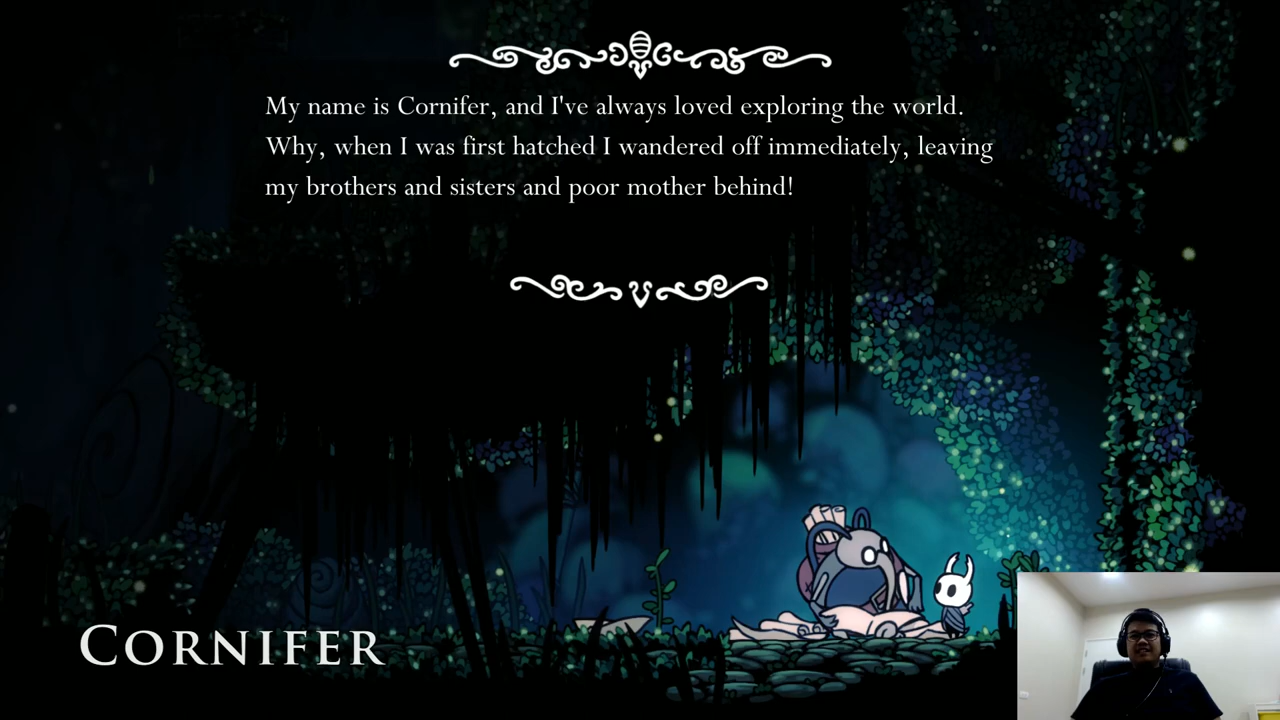 My name is Cornifer, and I've always loved exploring the world.
Why, when I was first hatched I wandered off immediately, leaving
my brothers and sisters and poor mother behind!
CORNIFER